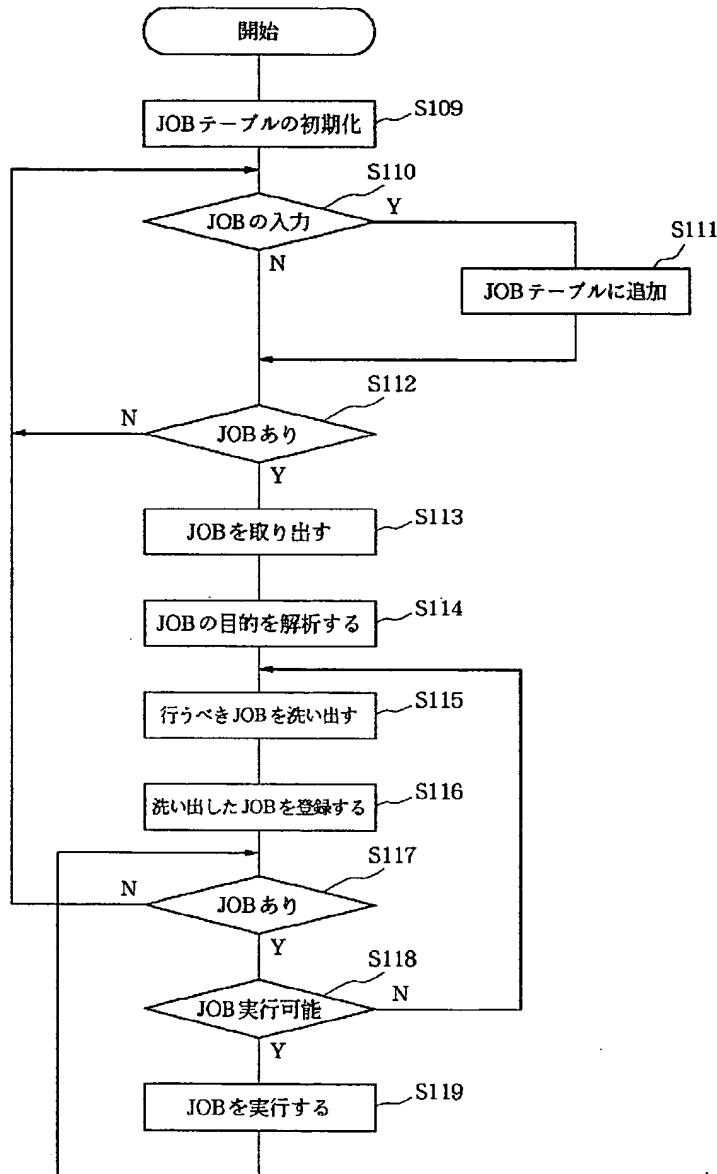 開始
JOBテーブルの初期化
S109
S110
JOBの入力
Y
N
S111
JOBテーブルに追加
S112
JOBあり
N
Y
JOBを取り出す
S113
JOBの目的を解析する
S114
行うべきJOBを洗い出す
S115
洗い出したJOBを登録する
S116
S117
JOBあり
N
Y
S118
JOB実行可能
N
Y
JOBを実行する
S119